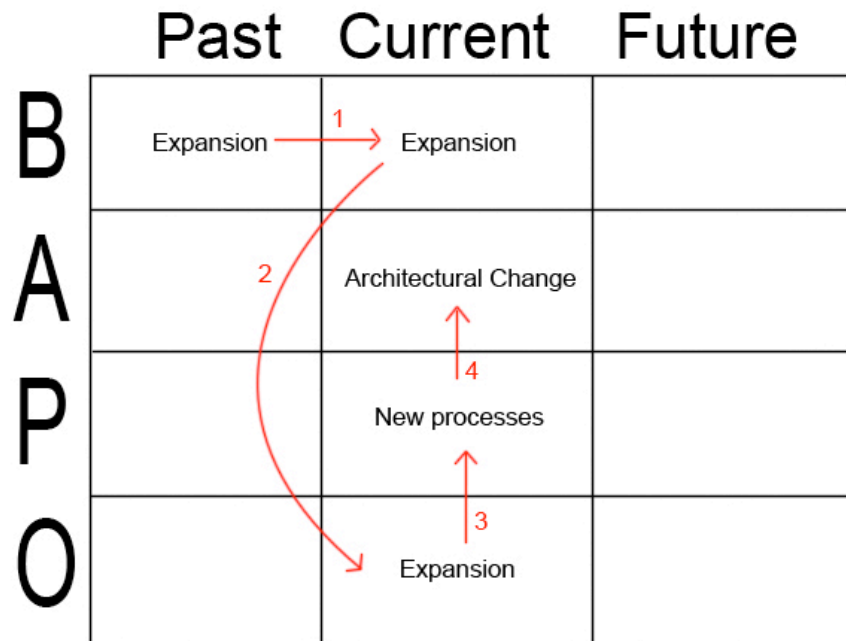 Past Current Future
B Expansion 1 Expansion
A 2 Architectural Change
4
P New processes
3
O Expansion